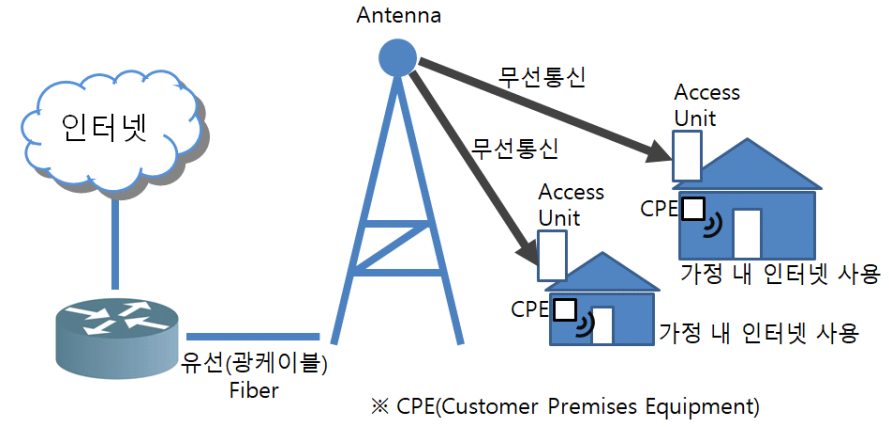 Antenna
인터넷
무선통신
Access
Unit
무선통신
Access
Unit
CPE
가정 내 인터넷 사용
CPE
가정 내 인터넷 사용
유선(광케이블)
Fiber
※ CPE(Customer Premises Equipment)